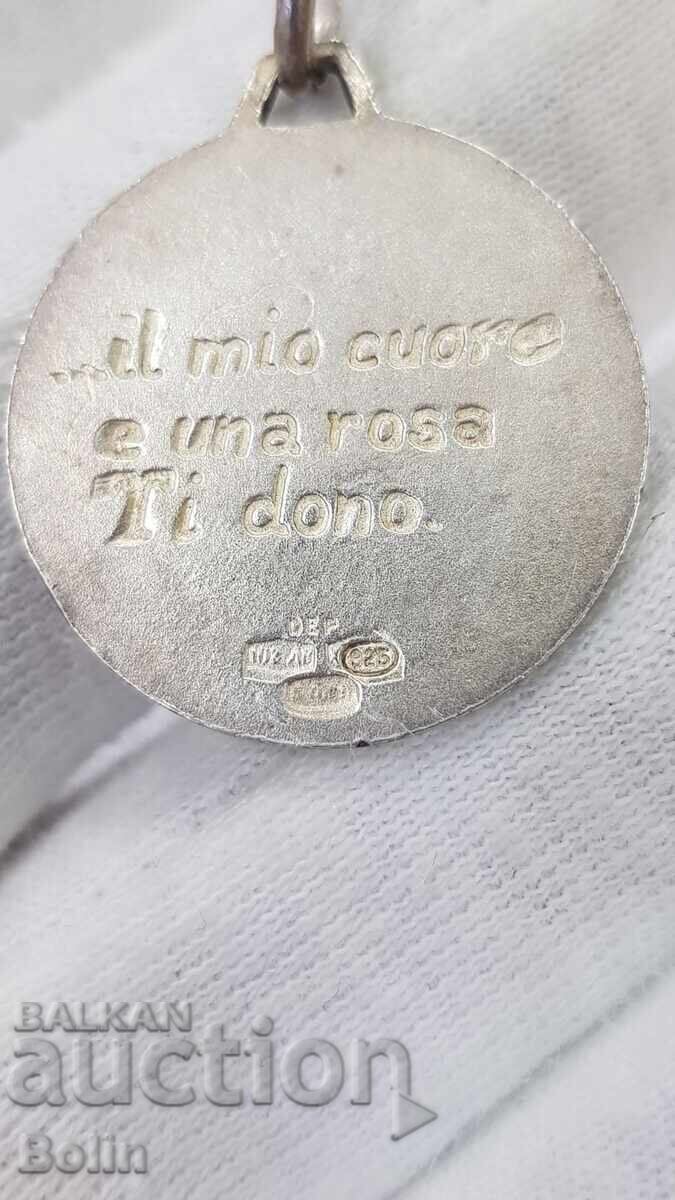 ...il mio cuore
e una rosa
Ti dono.
DEP
925
BALKAN
auction
Bolin